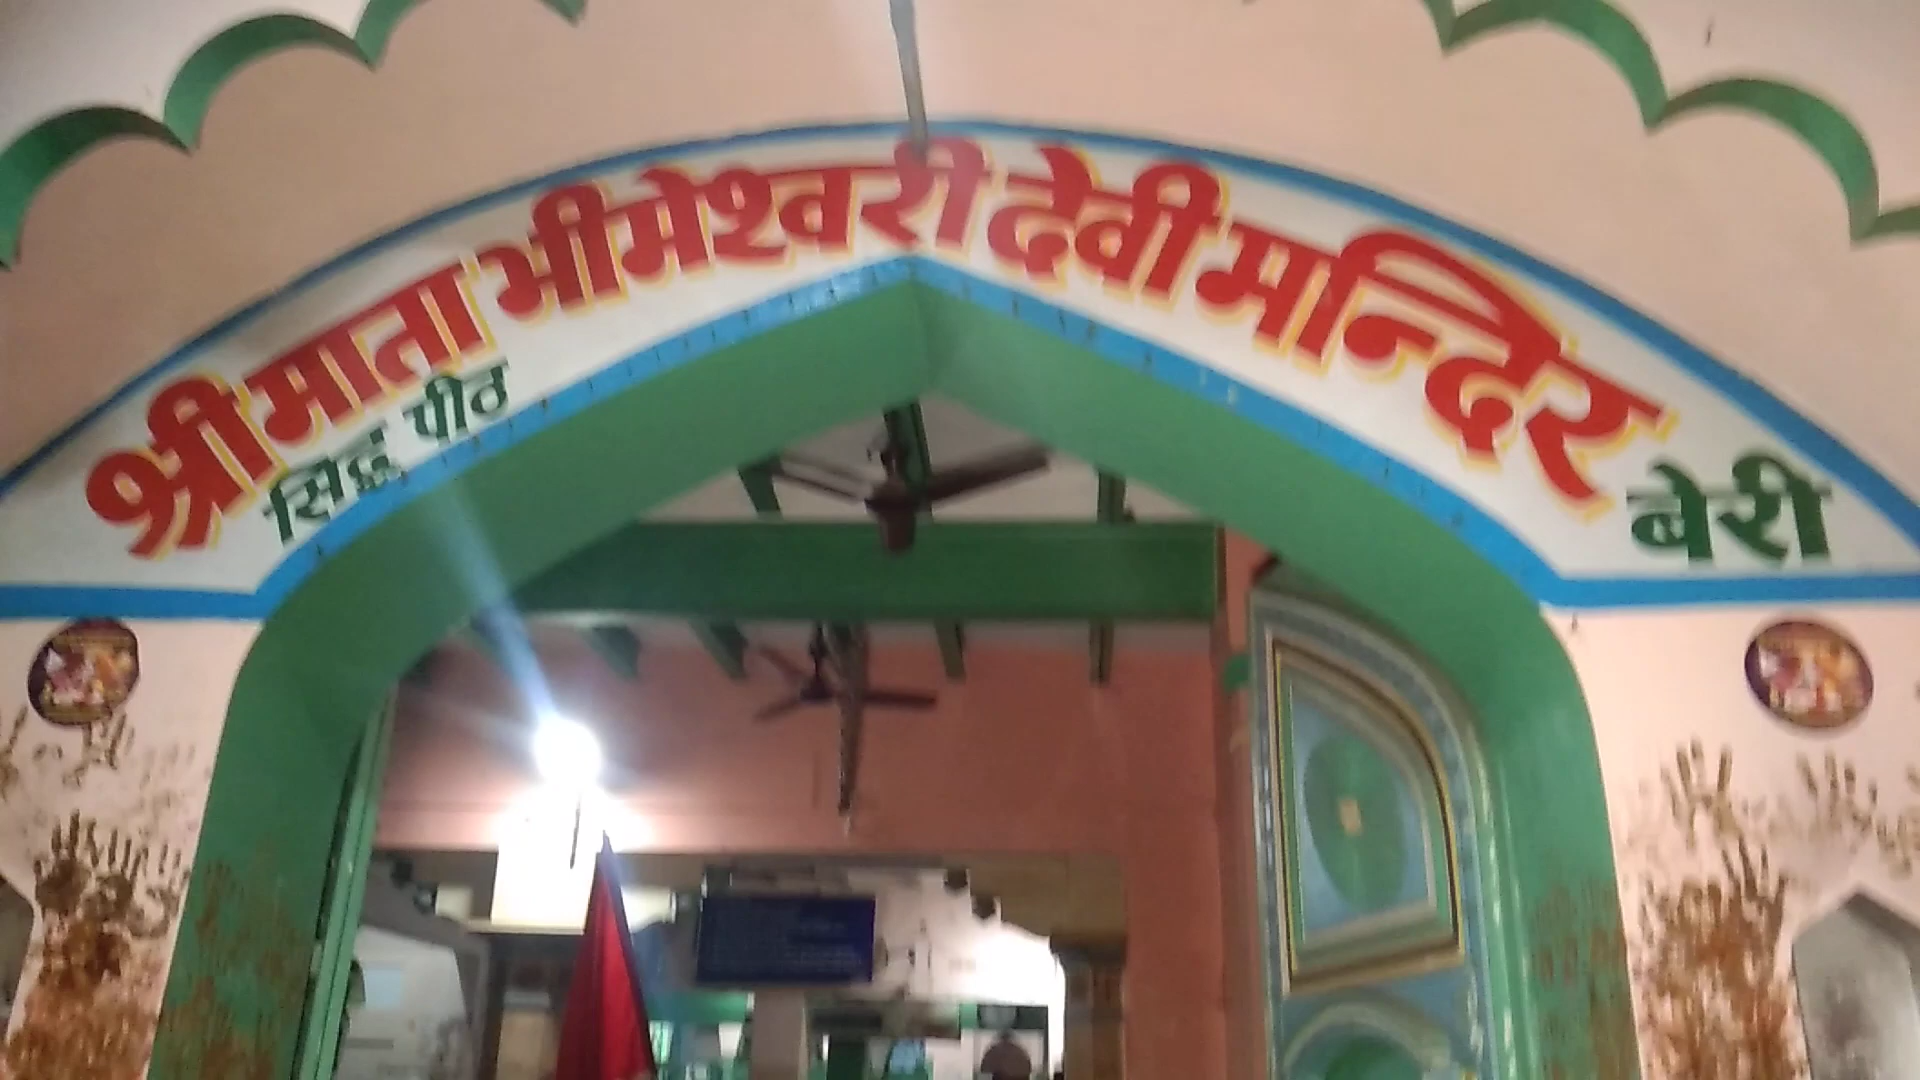 श्री माता भीमेश्वरी देवी मन्दिर
सिद्ध पीठ
बेरी